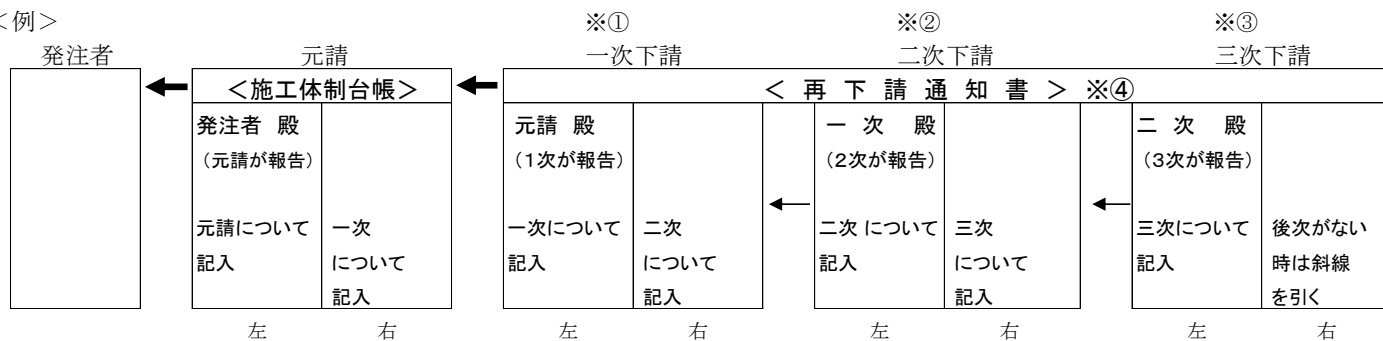 ＜例＞
※①
※②
※③
発注者
元請
一次下請
二次下請
三次下請
＜施工体制台帳＞
＜ 再 下 請 通 知 書 ＞ ※④
発注者 殿
（元請が報告）
元請について
記入
一次
について
記入
元請 殿
（1次が報告）
一次について
記入
二次
について
記入
一 次 殿
（2次が報告）
二次 について
記入
三次
について
記入
二 次 殿
（3次が報告）
三次について
記入
後次がない
時は斜線
を引く
左 右 左 右 左 右 左 右